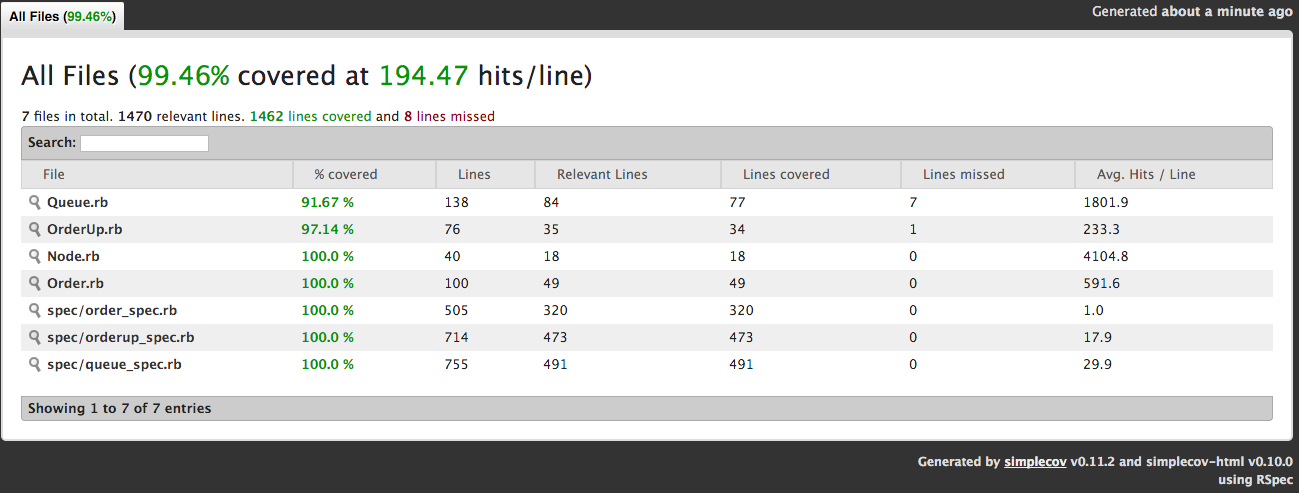 All Files (99.46%)
Generated about a minute ago
All Files (99.46% covered at 194.47 hits/line)
7 files in total. 1470 relevant lines. 1462 lines covered and 8 lines missed
Search:
File % covered Lines Relevant Lines Lines covered Lines missed Avg. Hits / Line
Queue.rb 91.67 % 138 84 77 7 1801.9
OrderUp.rb 97.14 % 76 35 34 1 233.3
Node.rb 100.0 % 40 18 18 0 4104.8
Order.rb 100.0 % 100 49 49 0 591.6
spec/order_spec.rb 100.0 % 505 320 320 0 1.0
spec/orderup_spec.rb 100.0 % 714 473 473 0 17.9
spec/queue_spec.rb 100.0 % 755 491 491 0 29.9
Showing 1 to 7 of 7 entries
Generated by simplecov v0.11.2 and simplecov-html v0.10.0
using RSpec